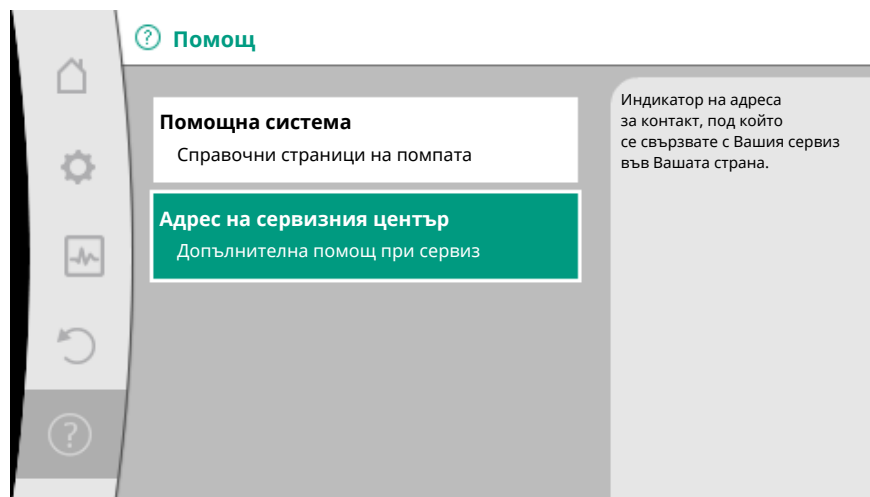 Помощ
Помощна система
Справочни страници на помпата
Адрес на сервизния център
Допълнителна помощ при сервиз
Индикатор на адреса
за контакт, под който
се свързвате с Вашия сервиз
във Вашата страна.